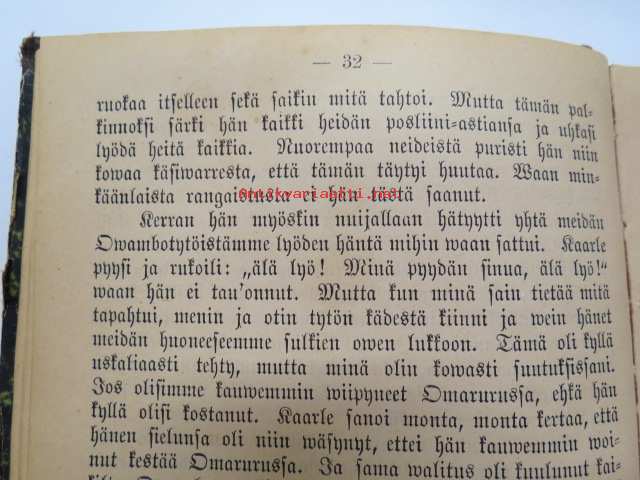 — 32 —
ruokaa itselleen sekä saikin mitä tahtoi. Mutta tämän pal-
kinnoksi särki hän kaikki heidän posliini-astiansa ja uhkasi
lyödä heitä kaikkia. Nuorempaa neideistä puristi hän niin
kowaa käsiwarresta, että tämän täytyi huutaa. Waan min-
käänlaista rangaistusta ei hän tästä saanut.
Kerran hän myöskin nuijallaan hätyytti yhtä meidän
Owambotytöistämme lyöden häntä mihin waan sattui. Kaarle
pyysi ja rukoili: „älä lyö! Minä pyydän sinua, älä lyö!“
waan hän ei tau'onnut. Mutta kun minä sain tietää mitä
tapahtui, menin ja otin tytön kädestä kiinni ja wein hänet
meidän huoneeseemme sulkien owen lukkoon. Tämä oli kyllä
uskaliaasti tehty, mutta minä olin kowasti suutuksissani.
Jos olisimme kauwemmin wiipyneet Omarurussa, ehkä hän
kyllä olisi kostanut. Kaarle sanoi monta, monta kertaa, että
hänen sielunsa oli niin wäsynyt, ettei hän kauwemmin woi-
nut kestää Omarurussa. Ja sama walitus oli kuulunut kai-